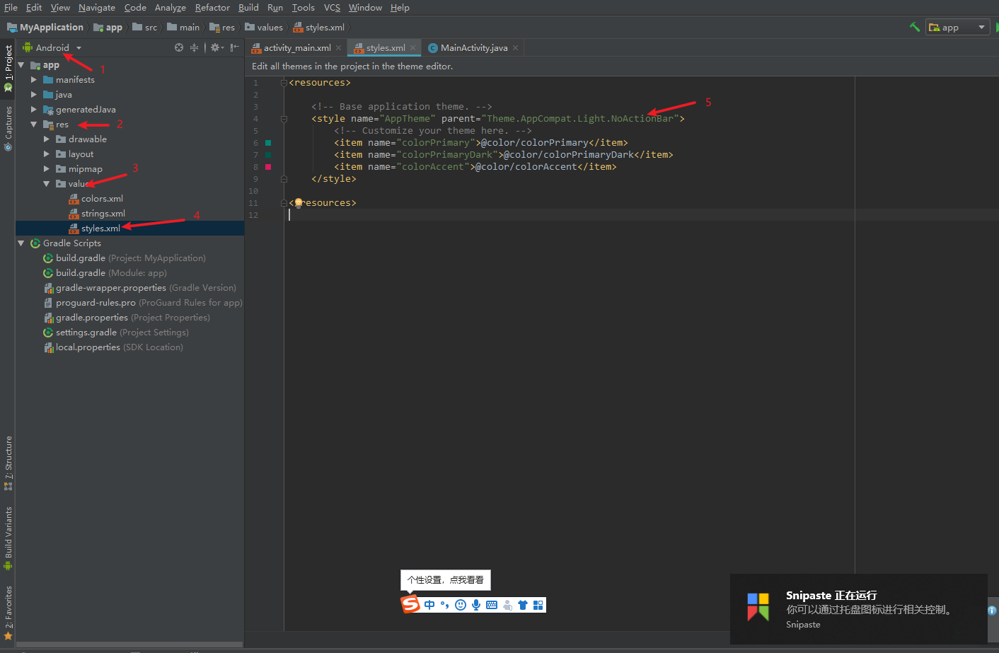 File Edit View Navigate Code Analyze Refactor Build Run Tools VCS Window Help
MyApplication app src main res values styles.xml
app
Android
activity_main.xml styles.xml MainActivity.java
Edit all themes in the project in the theme editor.
1: Project
Captures
7: Structure
Build Variants
2: Favorites
1
app
manifests
java
generatedJava
res
2
drawable
layout
mipmap
3
colors.xml
strings.xml
4
styles.xml
Gradle Scripts
build.gradle (Project: MyApplication)
build.gradle (Module: app)
gradle-wrapper.properties (Gradle Version)
proguard-rules.pro (ProGuard Rules for app)
gradle.properties (Project Properties)
settings.gradle (Project Settings)
local.properties (SDK Location)
1 <resources>
2
3 <!-- Base application theme. -->
5
4 <style name="AppTheme" parent="Theme.AppCompat.Light.NoActionBar">
5 <!-- Customize your theme here. -->
6 <item name="colorPrimary">@color/colorPrimary</item>
7 <item name="colorPrimaryDark">@color/colorPrimaryDark</item>
8 <item name="colorAccent">@color/colorAccent</item>
9 </style>
10
11 </resources>
12
个性设置，点我看看
S 中
Snipaste 正在运行
你可以通过托盘图标进行相关控制。
Snipaste